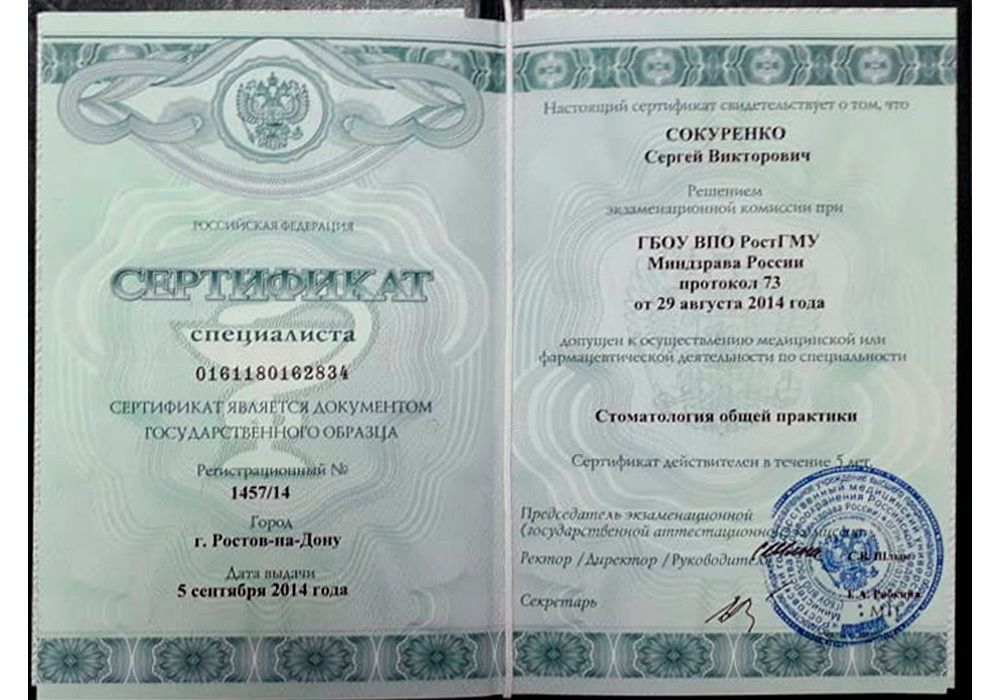 РОССИЙСКАЯ ФЕДЕРАЦИЯ
СЕРТИФИКАТ
специалиста
0161180162834
СЕРТИФИКАТ ЯВЛЯЕТСЯ ДОКУМЕНТОМ
ГОСУДАРСТВЕННОГО ОБРАЗЦА
Регистрационный №
1457/14
Город
г. Ростов-на-Дону
Дата выдачи
5 сентября 2014 года
Настоящий сертификат свидетельствует о том, что
СОКУРЕНКО
Сергей Викторович
Решением
экзаменационной комиссии при
ГБОУ ВПО РостГМУ
Минздрава России
протокол 73
от 29 августа 2014 года
допущен к осуществлению медицинской или
фармацевтической деятельности по специальности
Стоматология общей практики
Сертификат действителен в течение 5 лет.
Председатель экзаменационной
(государственной аттестационной комиссии)
Ректор / Директор / Руководитель
С.В.
Секретарь
М.П.